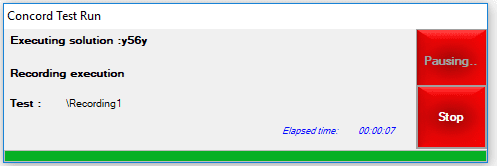 Concord Test Run
Executing solution :y56y
Pausing..
Recording execution
Test :     \Recording1
Stop
Elapsed time:     00:00:07